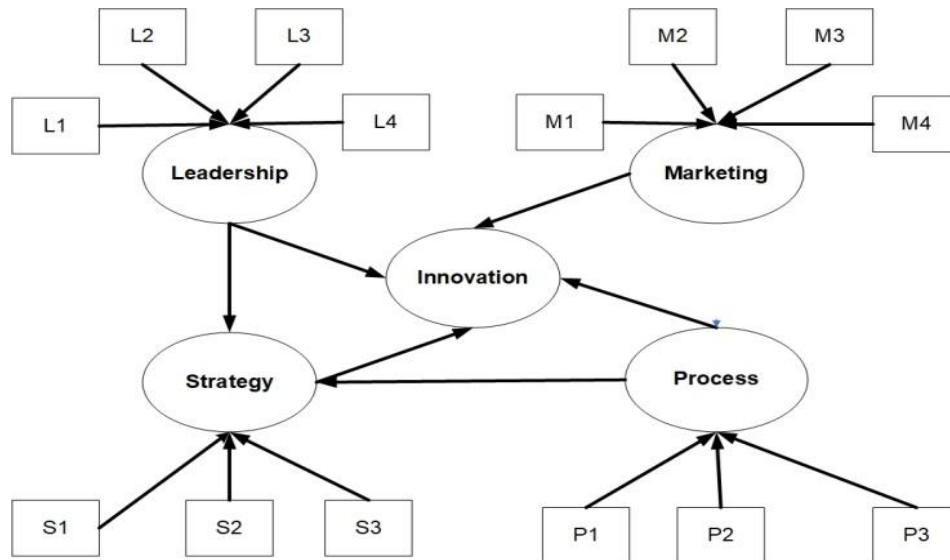 L2
L3
M2
M3
L1
L4
M1
M4
Leadership
Marketing
Innovation
Strategy
Process
S1
S2
S3
P1
P2
P3